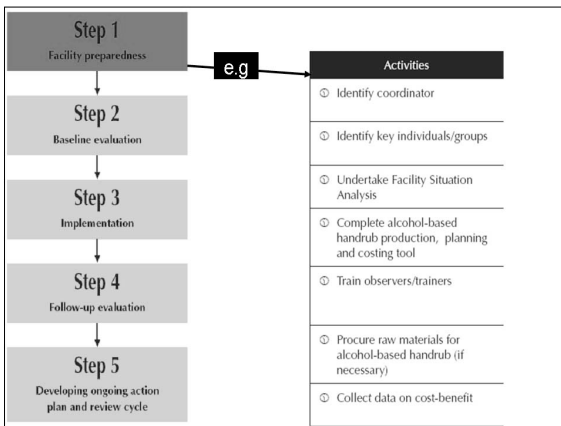 Step 1
Facility preparedness
Step 2
Baseline evaluation
Step 3
Implementation
Step 4
Follow-up evaluation
Step 5
Developing ongoing action
plan and review cycle
e.g
Activities
① Identify coordinator
① Identify key individuals/groups
① Undertake Facility Situation
Analysis
① Complete alcohol-based
handrub production, planning
and costing tool
① Train observers/trainers
① Procure raw materials for
alcohol-based handrub (if
necessary)
① Collect data on cost-benefit